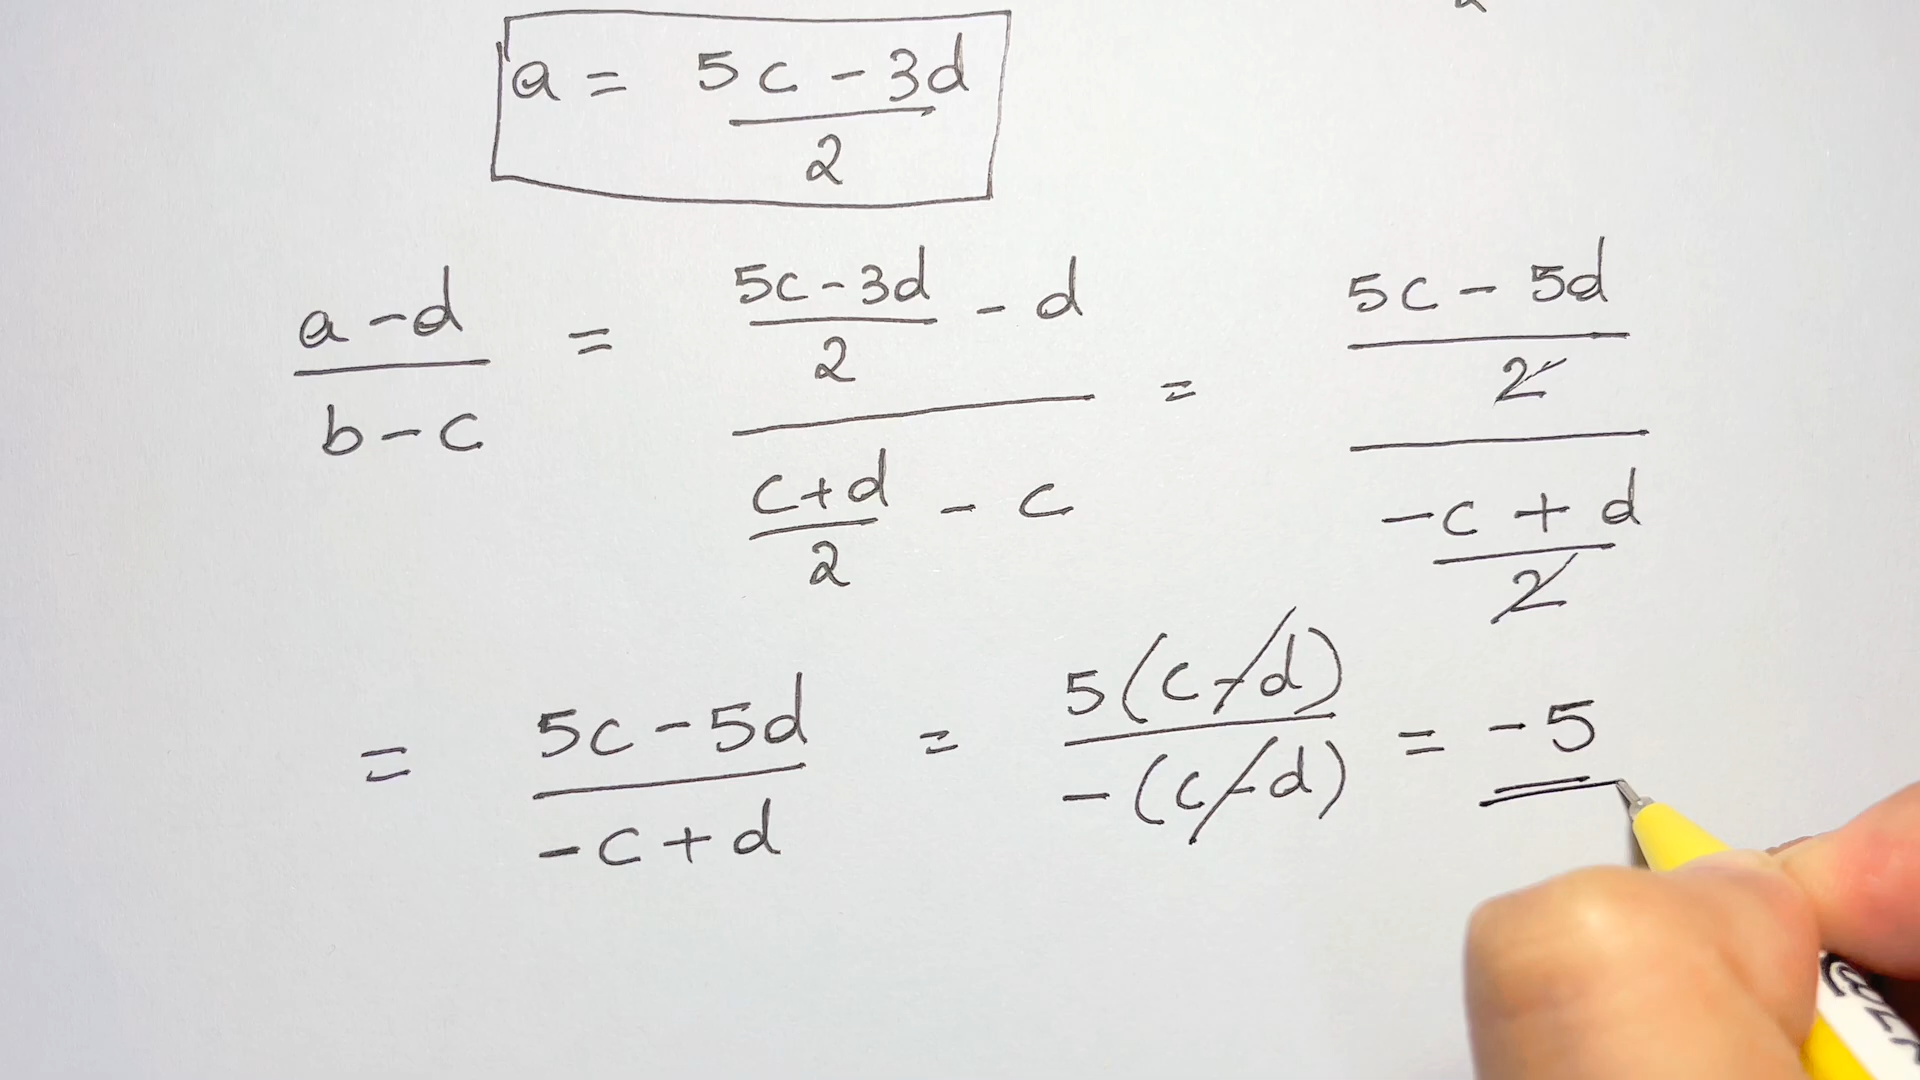 a = (5c - 3d)/2
(a - d)/(b - c) = ((5c - 3d)/2 - d)/((c + d)/2 - c) = ((5c - 5d)/2)/((-c + d)/2)
= (5c - 5d)/(-c + d) = 5(c - d)/-(c - d) = -5